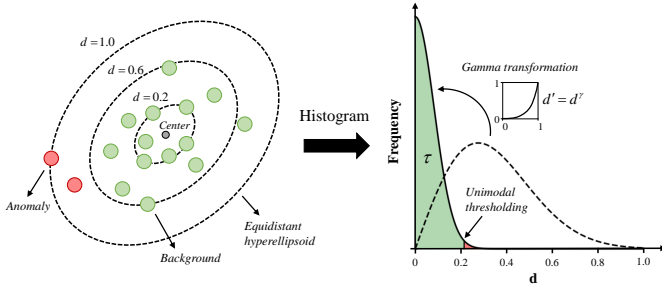 d = 1.0
d = 0.6
d = 0.2
Center
Anomaly
Background
Equidistant
hyperellipsoid
Histogram
Frequency
Gamma transformation
1
0
0
1
d′ = d^γ
τ
Unimodal
thresholding
0
0.2
0.4
0.6
0.8
1.0
d